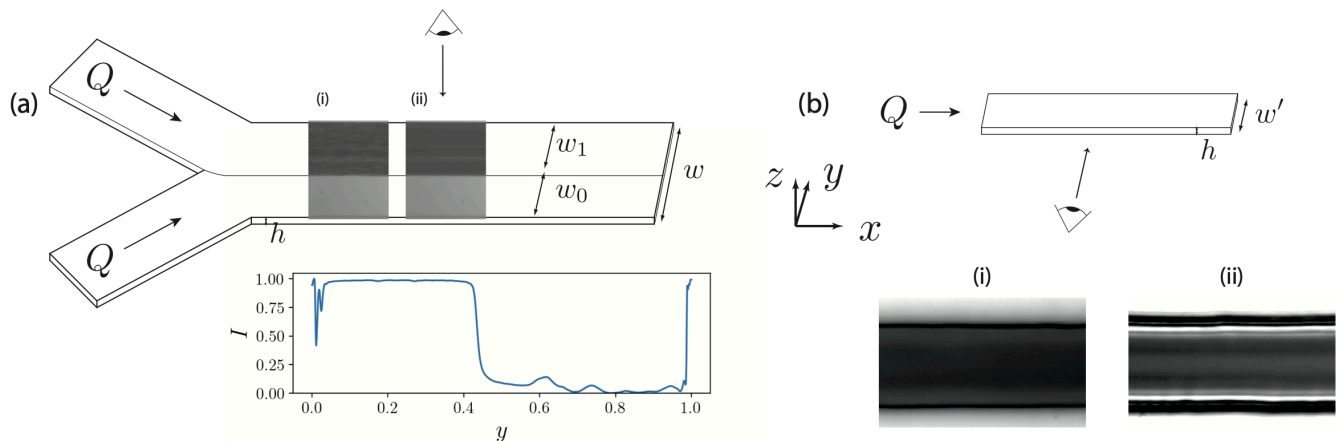 (a)
Q
Q
(i)
(ii)
w₁
w₀
w
h
1.00
0.75
0.50
0.25
0.00
I
0.0
0.2
0.4
0.6
0.8
1.0
y
(b)
Q
w′
h
z
y
x
(i)
(ii)